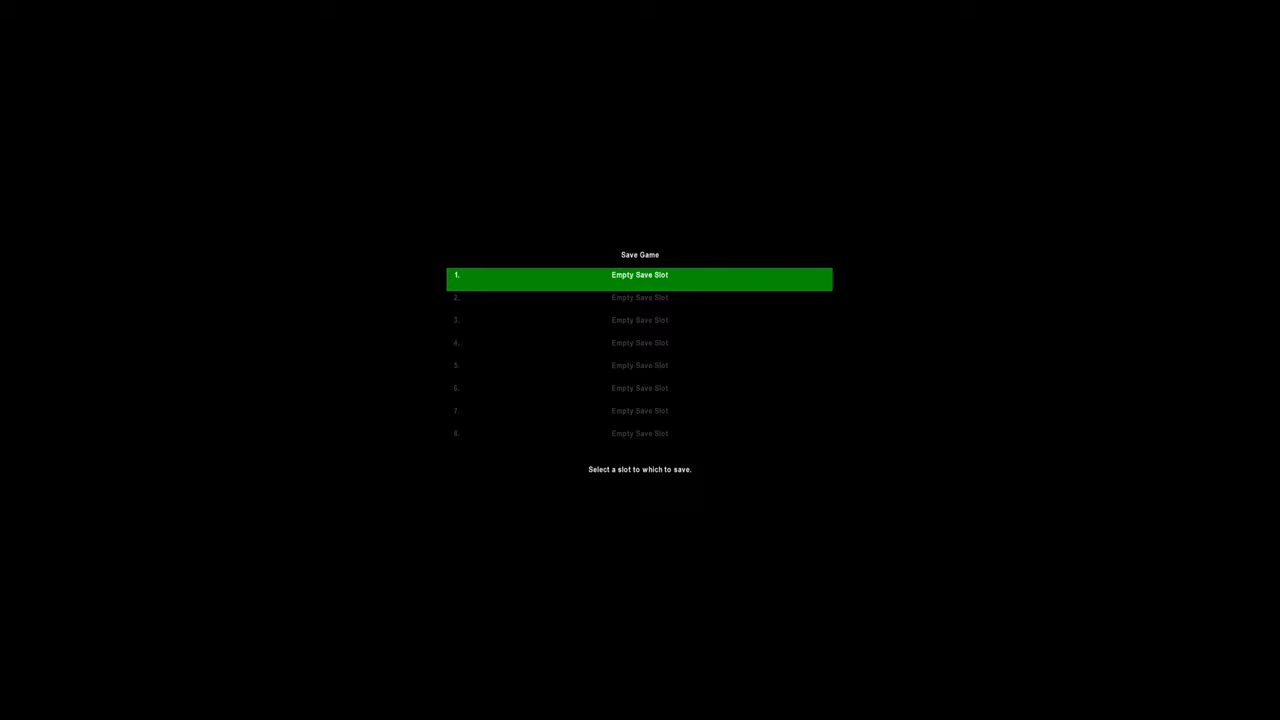 Save Game
1. Empty Save Slot
2. Empty Save Slot
3. Empty Save Slot
4. Empty Save Slot
5. Empty Save Slot
6. Empty Save Slot
7. Empty Save Slot
8. Empty Save Slot
Select a slot to which to save.